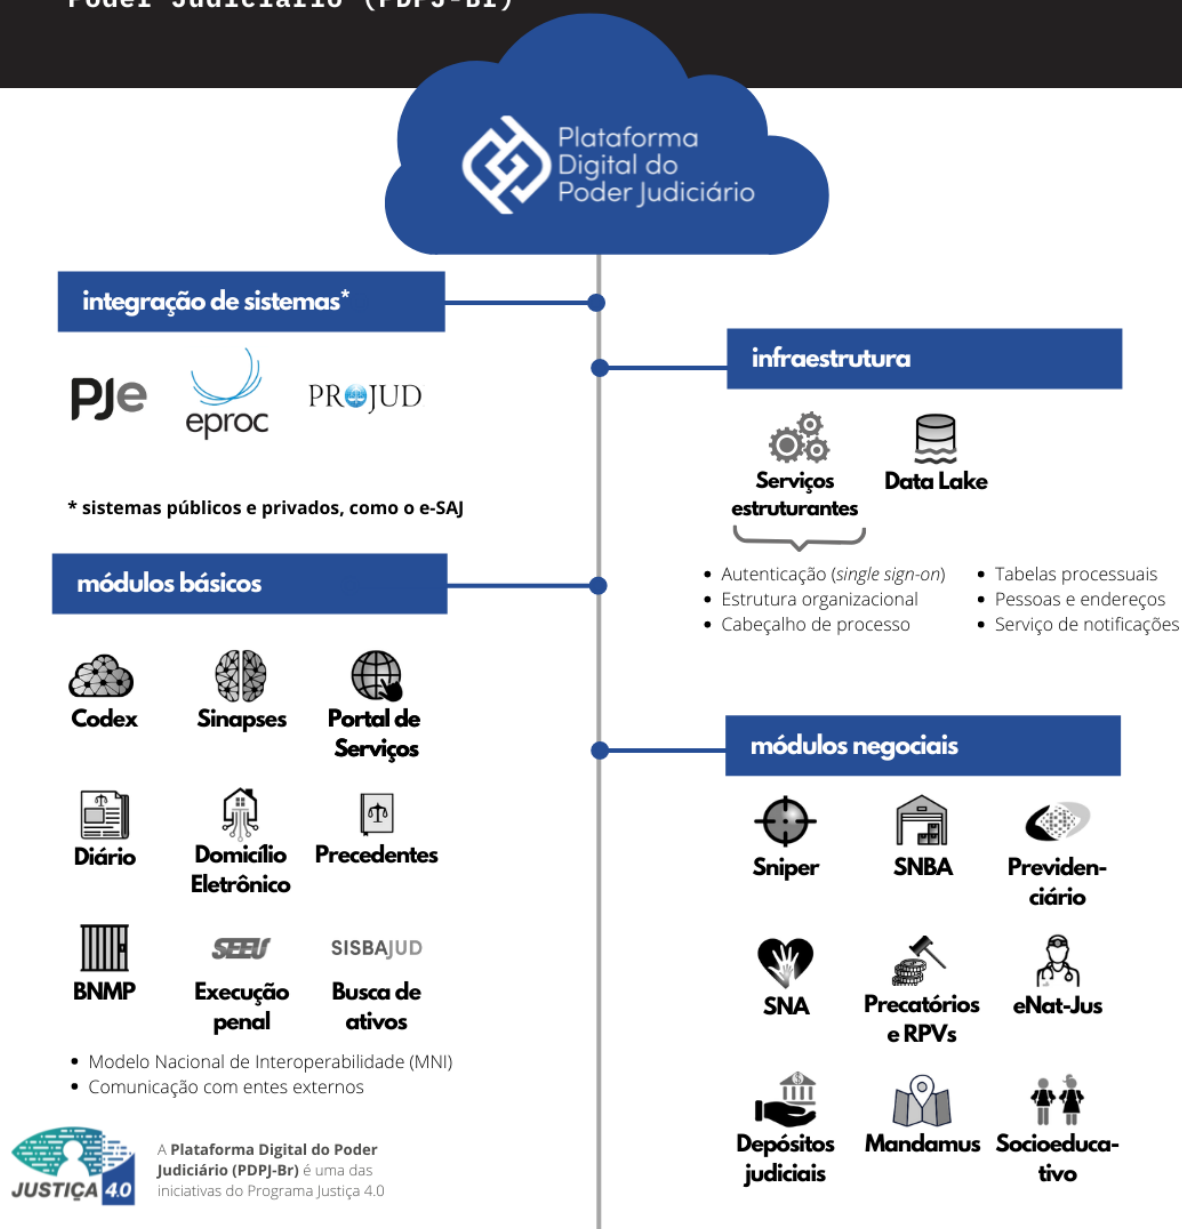 Poder Judiciário (PDPJ-Br)
Plataforma
Digital do
Poder Judiciário
integração de sistemas*
PJe
eproc
PROJUD
* sistemas públicos e privados, como o e-SAJ
infraestrutura
Serviços
estruturantes
Data Lake
• Autenticação (single sign-on)
• Estrutura organizacional
• Cabeçalho de processo
• Tabelas processuais
• Pessoas e endereços
• Serviço de notificações
módulos básicos
Codex
Sinapses
Portal de
Serviços
Diário
Domicílio
Eletrônico
Precedentes
BNMP
SEEU
Execução
penal
SISBAJUD
Busca de
ativos
• Modelo Nacional de Interoperabilidade (MNI)
• Comunicação com entes externos
módulos negociais
Sniper
SNBA
Previden-
ciário
SNA
Precatórios
e RPVs
eNat-Jus
Depósitos
judiciais
Mandamus
Socioeduca-
tivo
JUSTIÇA 4.0
A Plataforma Digital do Poder
Judiciário (PDPJ-Br) é uma das
iniciativas do Programa Justiça 4.0